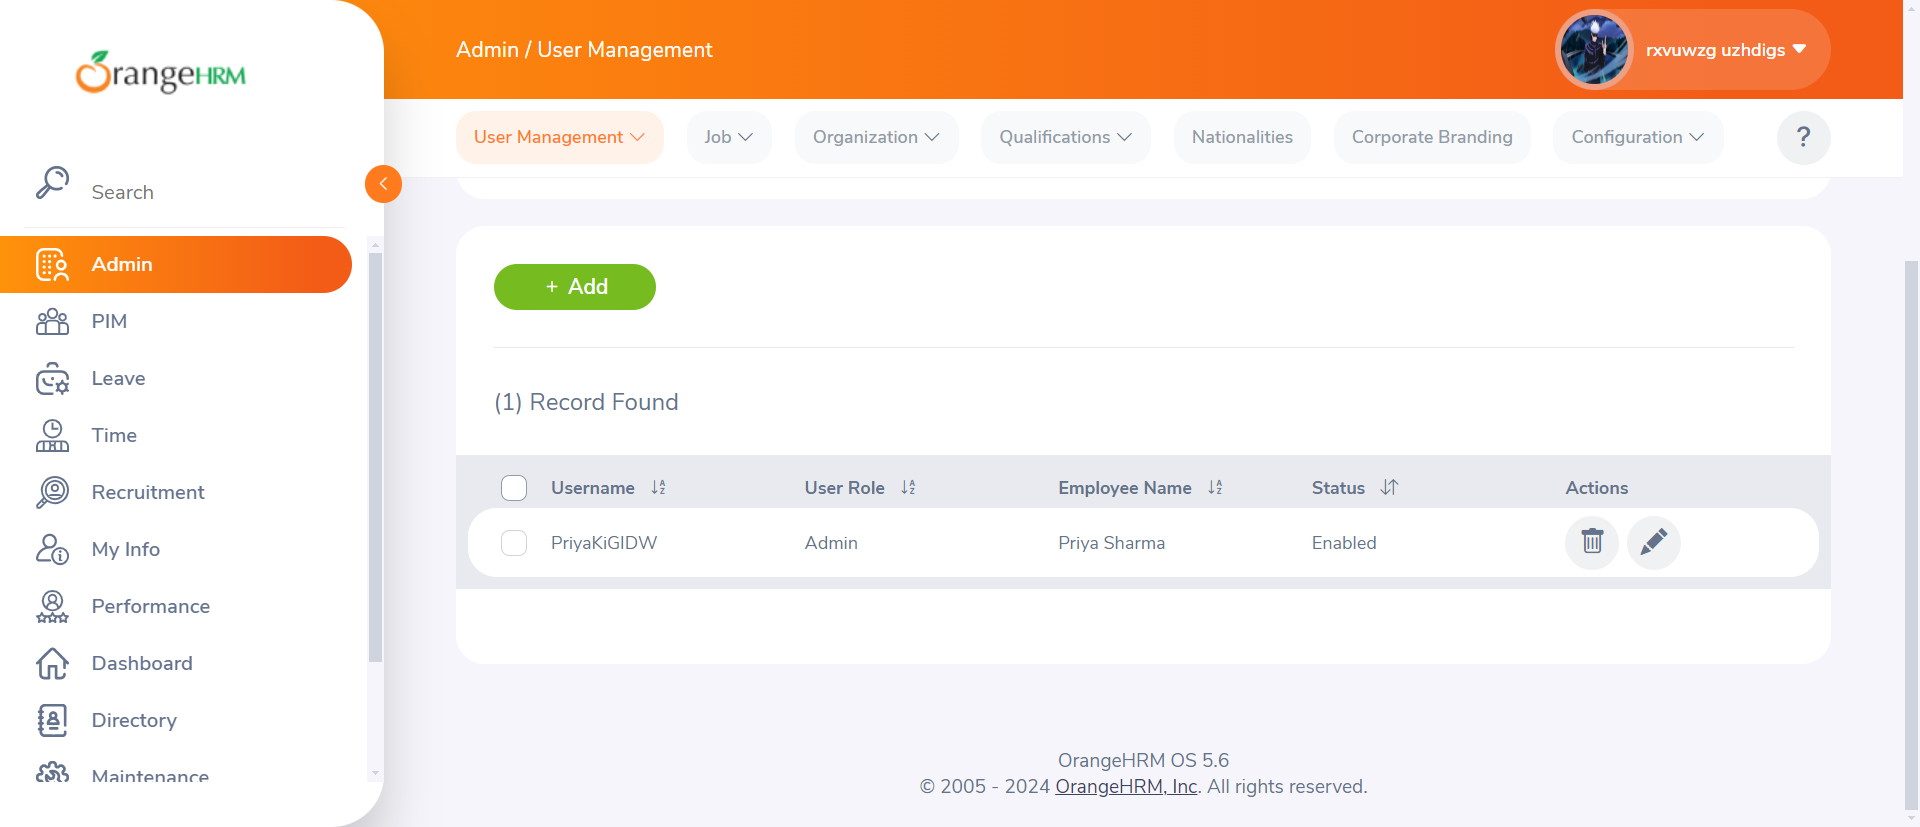 Admin / User Management
rxvuwzg uzhdigs
OrangeHRM
User Management
Job
Organization
Qualifications
Nationalities
Corporate Branding
Configuration
?
Search
Admin
PIM
Leave
Time
Recruitment
My Info
Performance
Dashboard
Directory
Maintenance
+ Add
(1) Record Found
Username User Role Employee Name Status Actions
PriyaKiGIDW Admin Priya Sharma Enabled
OrangeHRM OS 5.6
© 2005 - 2024 OrangeHRM, Inc. All rights reserved.